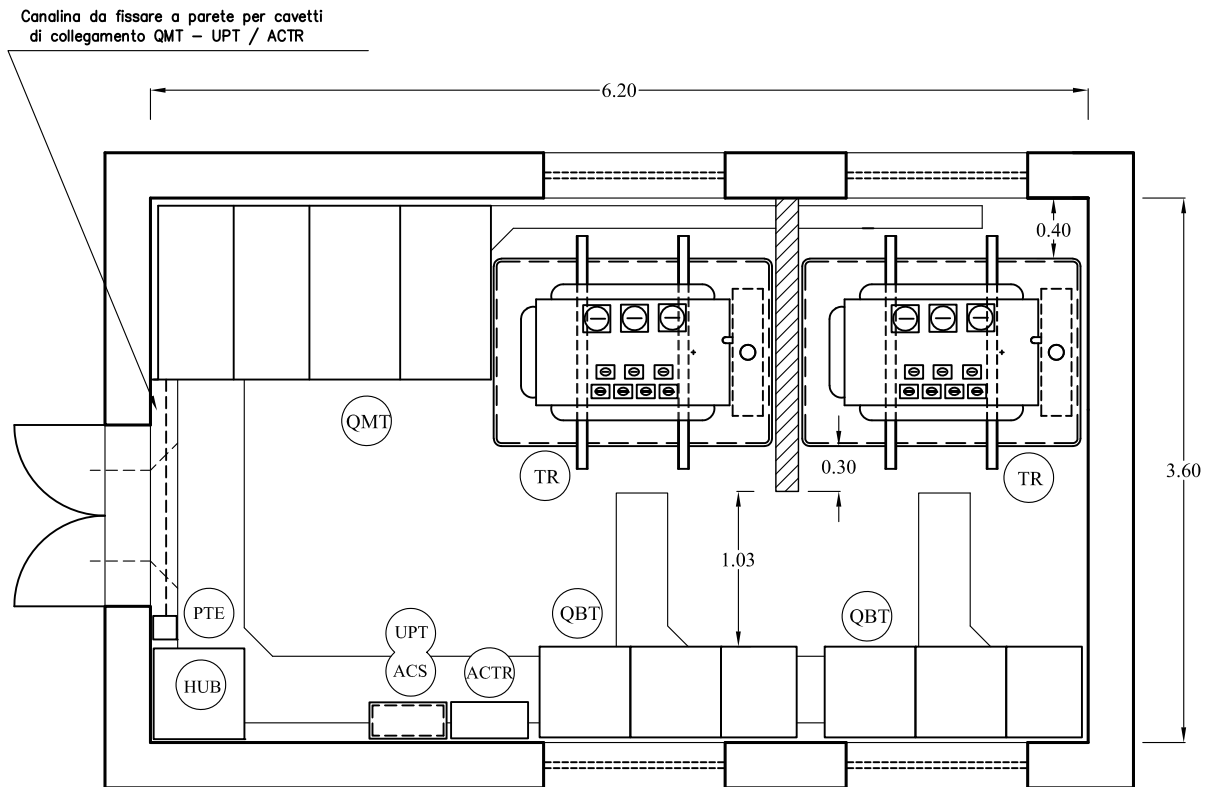 Canalina da fissare a parete per cavetti
di collegamento QMT - UPT / ACTR
6.20
0.40
QMT
TR
0.30
TR
3.60
1.03
PTE
QBT
QBT
UPT
ACS
ACTR
HUB